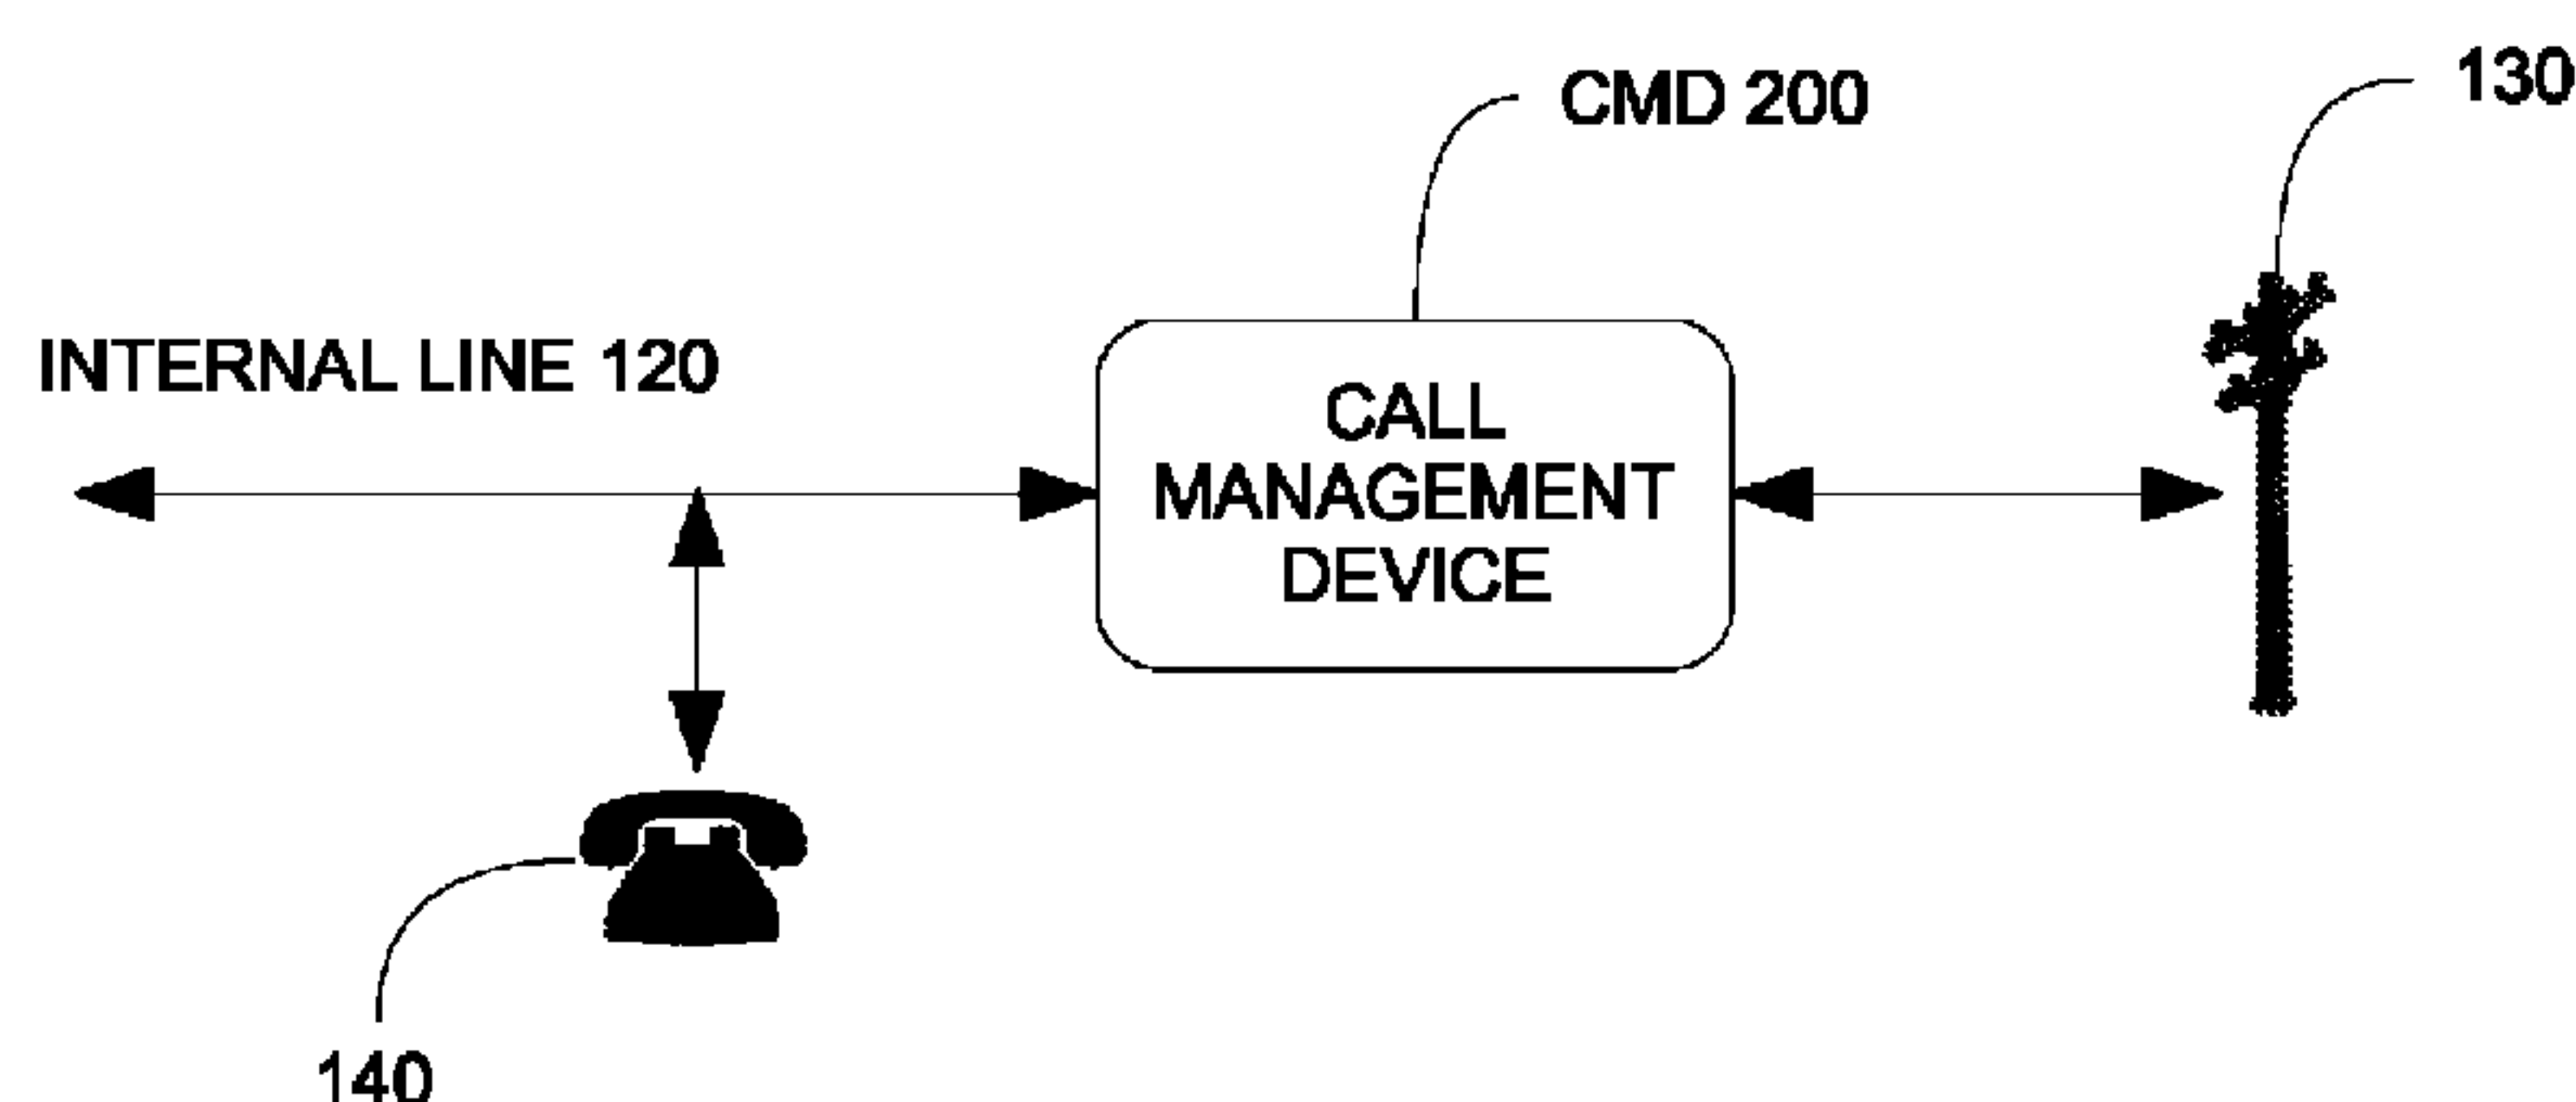 130
CMD 200
INTERNAL LINE 120
CALL
MANAGEMENT
DEVICE
140